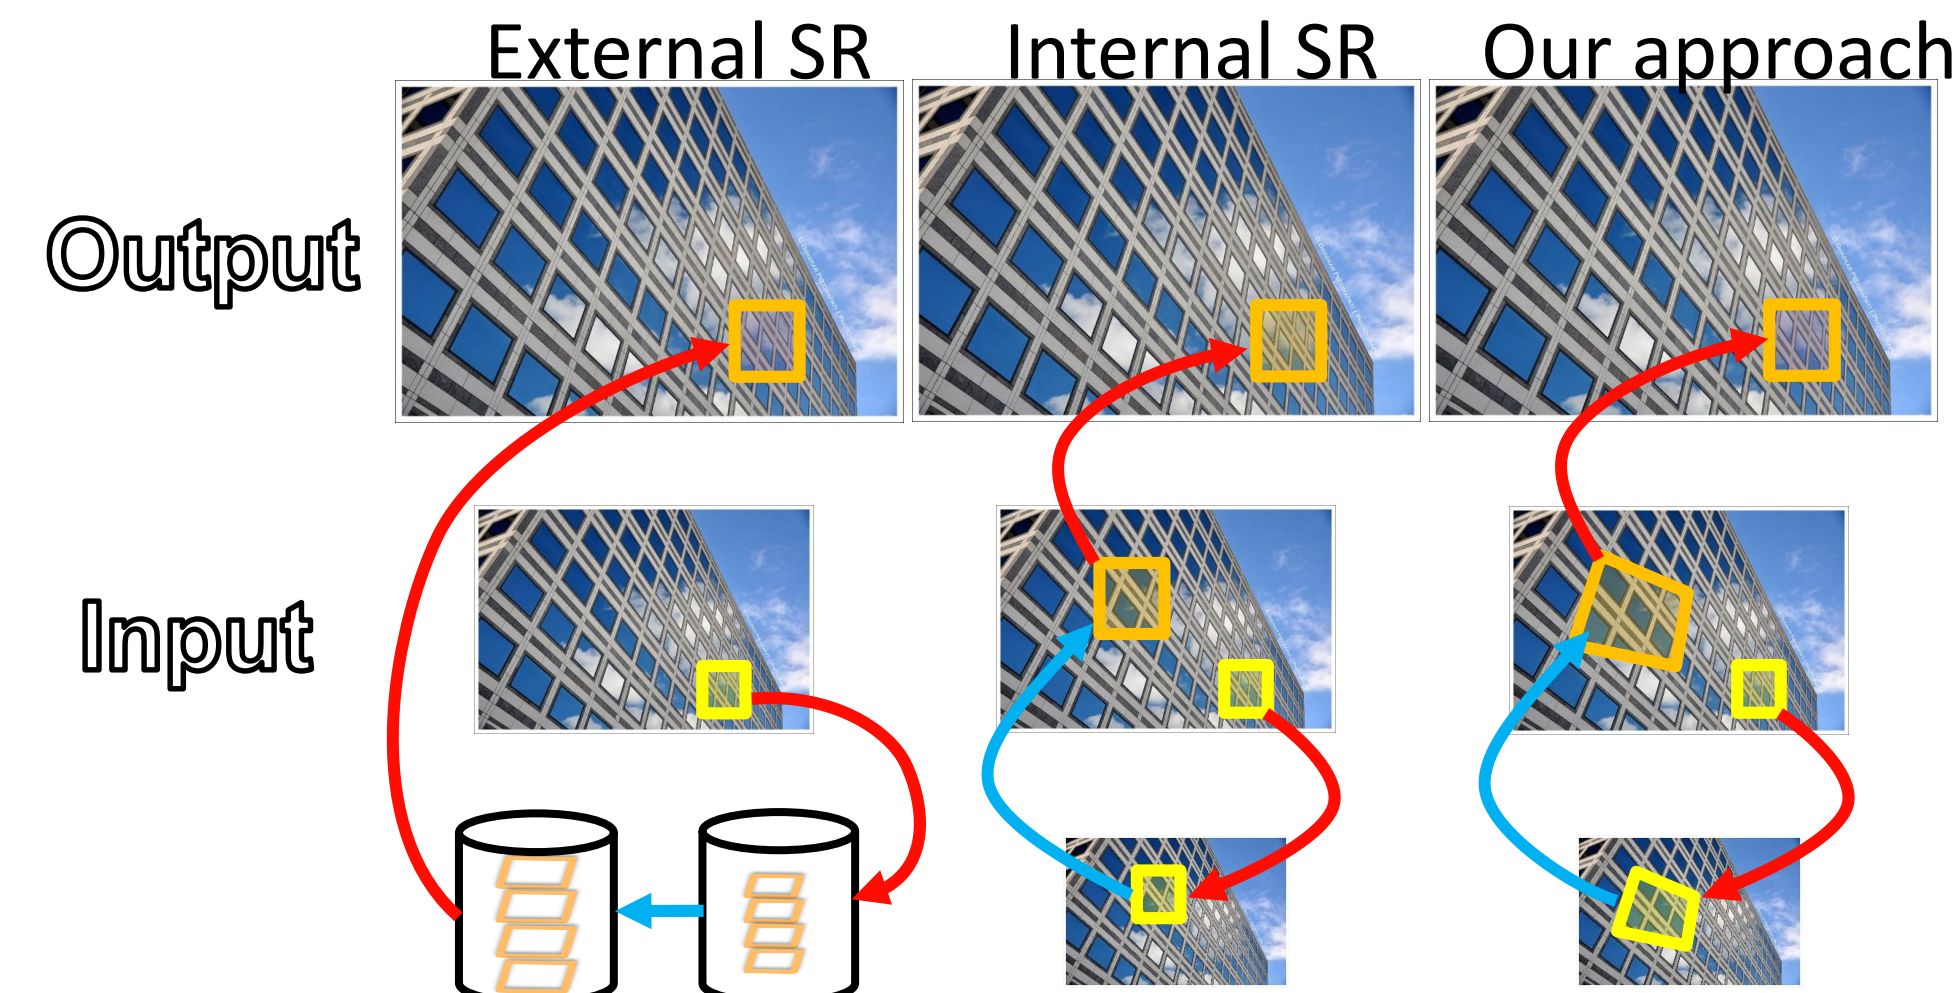 External SR
Internal SR
Our approach
Output
Input